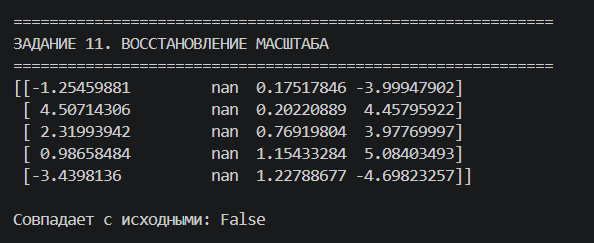 ============================================================
ЗАДАНИЕ 11. ВОССТАНОВЛЕНИЕ МАСШТАБА
============================================================
[[-1.25459881         nan  0.17517846 -3.99947902]
 [ 4.50714306         nan  0.20220889  4.45795922]
 [ 2.31993942         nan  0.76919804  3.97769997]
 [ 0.98658484         nan  1.15433284  5.08403493]
 [-3.4398136          nan  1.22788677 -4.69823257]]
Совпадает с исходными: False